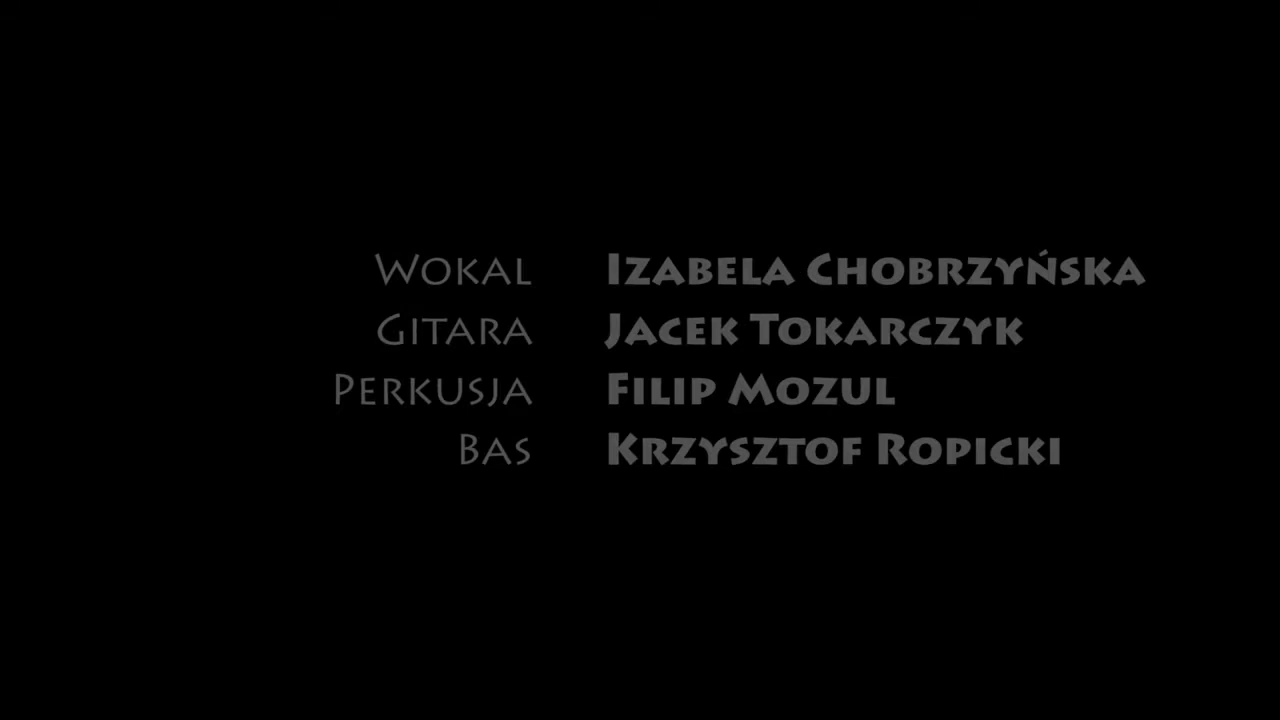 Wokal Izabela Chobrzyńska
Gitara Jacek Tokarczyk
Perkusja Filip Mozul
Bas Krzysztof Ropicki